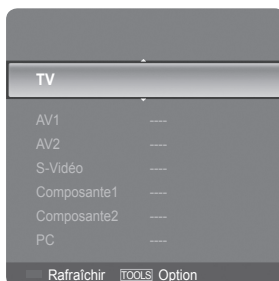 TV
AV1 ----
AV2 ----
S-Vidéo ----
Composante1 ----
Composante2 ----
PC ----
Rafraîchir TOOLS Option